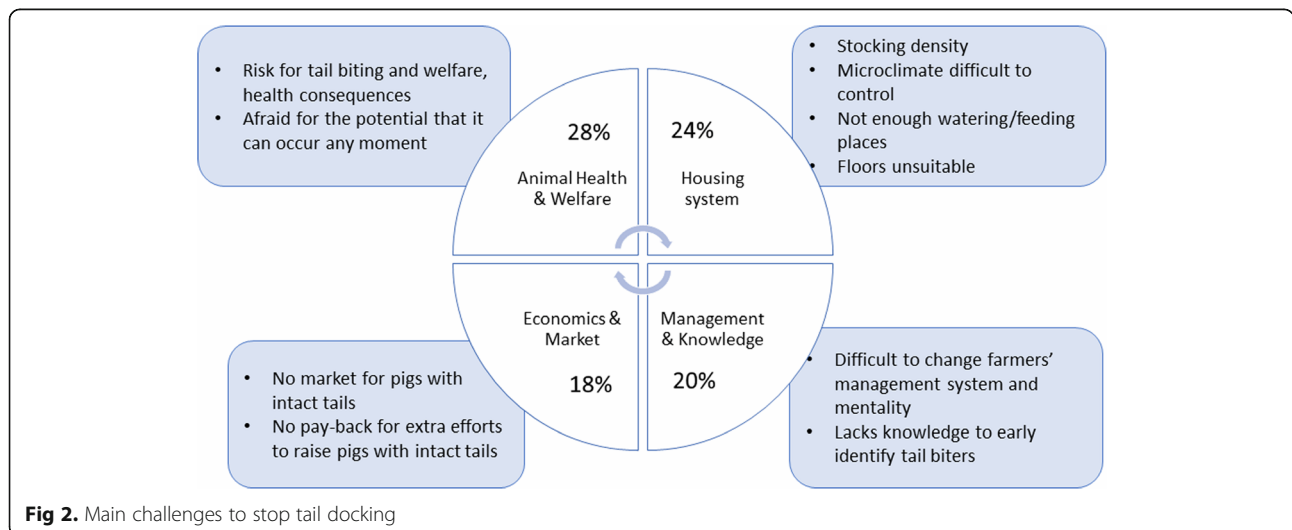 • Risk for tail biting and welfare,
health consequences
• Afraid for the potential that it
can occur any moment
28%
Animal Health
& Welfare
24%
Housing
system
• Stocking density
• Microclimate difficult to
control
• Not enough watering/feeding
places
• Floors unsuitable
Economics &
Market
18%
Management
& Knowledge
20%
• No market for pigs with
intact tails
• No pay-back for extra efforts
to raise pigs with intact tails
• Difficult to change farmers’
management system and
mentality
• Lacks knowledge to early
identify tail biters
Fig 2. Main challenges to stop tail docking